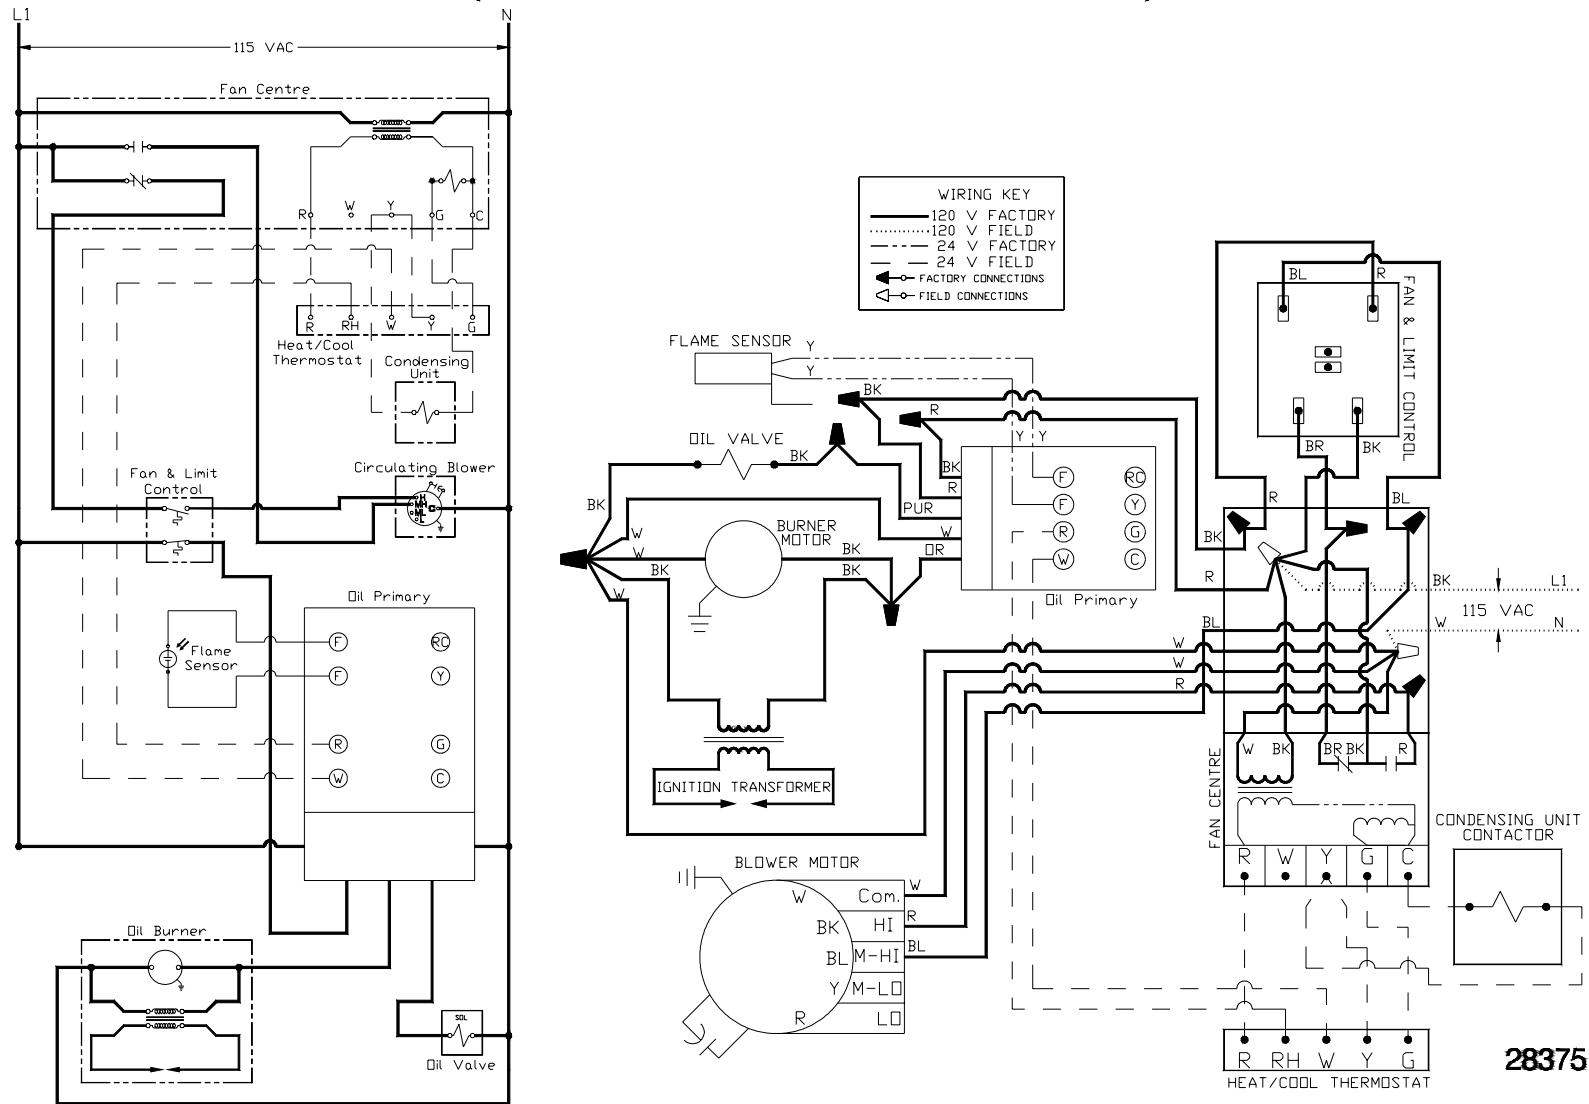 L1 N
115 VAC
Fan Centre
R W Y G C
R RH W Y G
Heat/Cool
Thermostat
Condensing
Unit
Fan & Limit
Control
Circulating Blower
H
MH
ML
L
C
Oil Primary
Flame
Sensor
F RC
F Y
R G
W C
Oil Burner
SOL
Oil Valve
WIRING KEY
120 V FACTORY
120 V FIELD
24 V FACTORY
24 V FIELD
FACTORY CONNECTIONS
FIELD CONNECTIONS
FLAME SENSOR
Y
Y
BK
R
Y Y
OIL VALVE
BK
BK
BK
R
PUR
W
OR
W
W
BK
W
BURNER
MOTOR
BK
BK
F RC
F Y
R G
W C
Oil Primary
IGNITION TRANSFORMER
BLOWER MOTOR
W Com. W
BK HI R
BL M-HI BL
Y M-LO
R LO
BL R
FAN & LIMIT CONTROL
BR BK
R BL
BK
R
BL
W
W
R
BK L1
115 VAC
W N
W BK BR BK R
FAN CENTRE
R W Y G C
CONDENSING UNIT
CONTACTOR
R RH W Y G
HEAT/COOL THERMOSTAT
28375